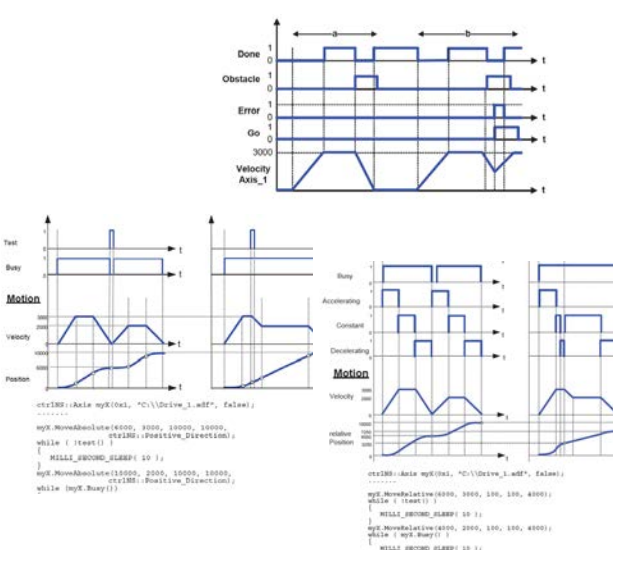 a
b
Done
1
0
t
Obstacle
1
0
t
Error
1
0
t
Go
1
0
t
3000
Velocity
Axis_1
t
Test
t
Busy
Motion
Velocity
t
Position
t
ctrlNS::Axis myX(0x1, "C:\\Drive_1.adf", false);
-------
myX.MoveAbsolute(6000, 3000, 10000, 10000,
ctrlNS::Positive_Direction);
while ( !test() )
{
MILLI_SECOND_SLEEP( 10 );
}
myX.MoveAbsolute(10000, 2000, 10000, 10000,
ctrlNS::Positive_Direction);
while (myX.Busy())
Busy
Accelerating
Constant
Decelerating
Motion
Velocity
relative
Position
ctrlNS::Axis myX(0x1, "C:\\Drive_1.adf", false);
-------
myX.MoveRelative(6000, 3000, 100, 100, 4000);
while ( !test() )
{
MILLI_SECOND_SLEEP( 10 );
}
myX.MoveRelative(4000, 2000, 100, 100, 4000);
while ( myX.Busy() )
{
MILLI_SECOND_SLEEP( 10 );